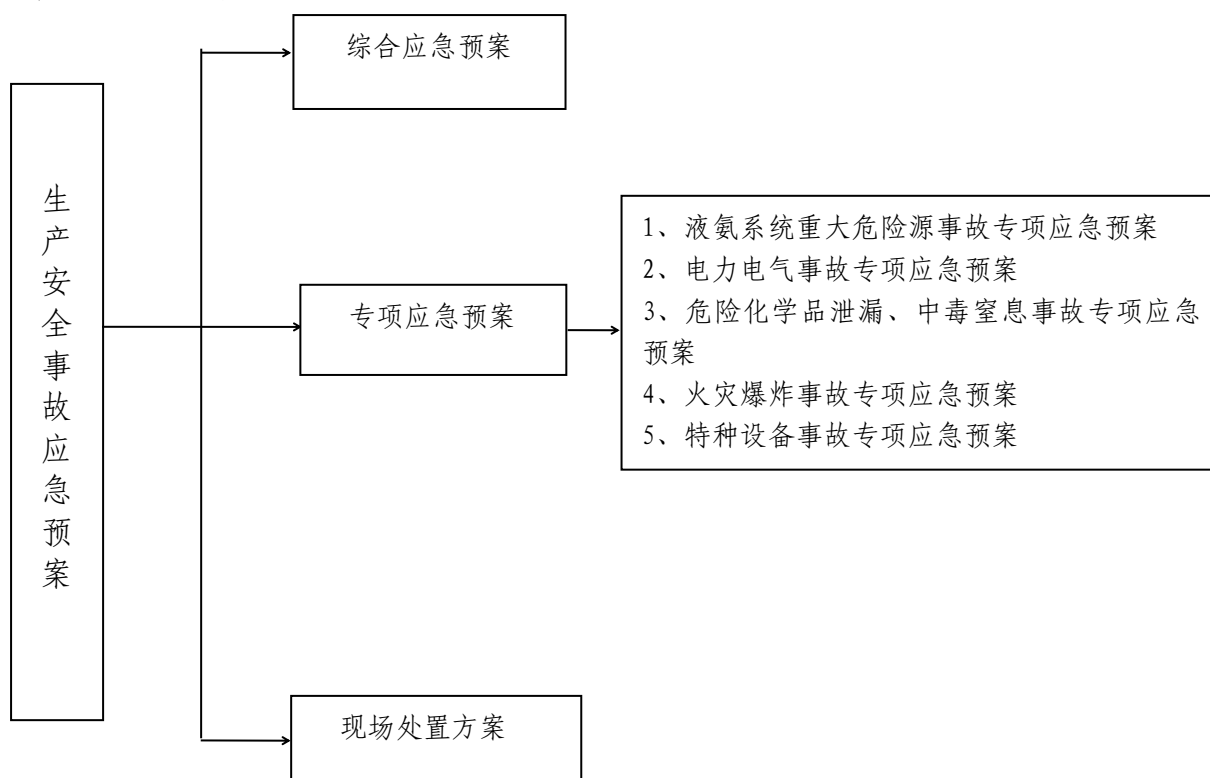 综合应急预案
生产安全事故应急预案
1、液氨系统重大危险源事故专项应急预案
2、电力电气事故专项应急预案
专项应急预案
3、危险化学品泄漏、中毒窒息事故专项应急
预案
4、火灾爆炸事故专项应急预案
5、特种设备事故专项应急预案
现场处置方案